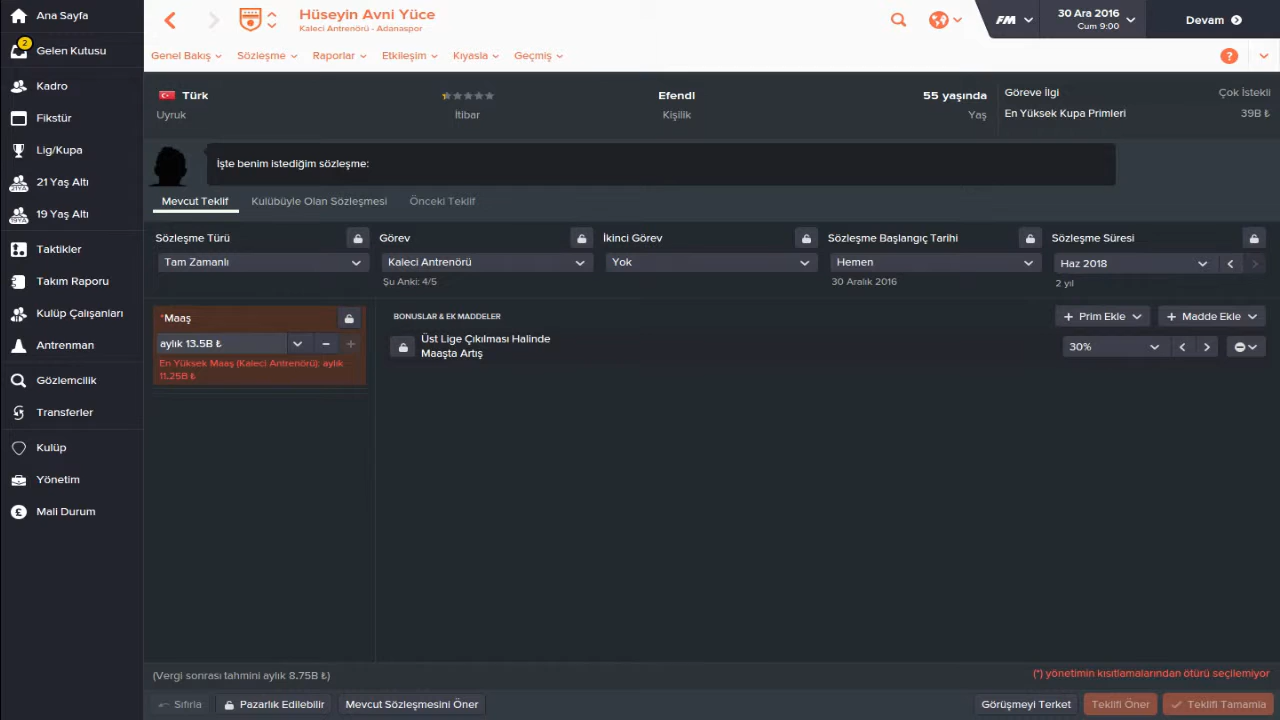 Ana Sayfa
2
Gelen Kutusu
Kadro
Fikstür
Lig/Kupa
21 Yaş Altı
19 Yaş Altı
Taktikler
Takım Raporu
Kulüp Çalışanları
Antrenman
Gözlemcilik
Transferler
Kulüp
Yönetim
Mali Durum
Hüseyin Avni Yüce
Kaleci Antrenörü - Adanaspor
FM
30 Ara 2016
Cum 9:00
Devam
Genel Bakış Sözleşme Raporlar Etkileşim Kıyasla Geçmiş
?
Türk
Uyruk
İtibar
Efendi
Kişilik
55 yaşında
Yaş
Göreve İlgi Çok İstekli
En Yüksek Kupa Primleri 39B ₺
İşte benim istediğim sözleşme:
Mevcut Teklif Kulübüyle Olan Sözleşmesi Önceki Teklif
Sözleşme Türü
Tam Zamanlı
Görev
Kaleci Antrenörü
Şu Anki: 4/5
İkinci Görev
Yok
Sözleşme Başlangıç Tarihi
Hemen
30 Aralık 2016
Sözleşme Süresi
Haz 2018
2 yıl
*Maaş
aylık 13.5B ₺
En Yüksek Maaş (Kaleci Antrenörü): aylık
11.25B ₺
BONUSLAR & EK MADDELER
+ Prim Ekle + Madde Ekle
Üst Lige Çıkılması Halinde
Maaşta Artış
30%
(Vergi sonrası tahmini aylık 8.75B ₺)
(*) yönetimin kısıtlamalarından ötürü seçilemiyor
Sıfırla Pazarlık Edilebilir Mevcut Sözleşmesini Öner Görüşmeyi Terket Teklifi Öner Teklifi Tamamla